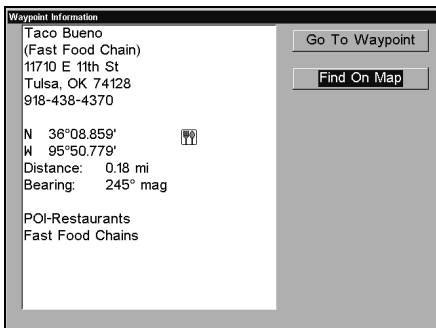 Waypoint Information
Taco Bueno
(Fast Food Chain)
11710 E 11th St
Tulsa, OK 74128
918-438-4370
N 36°08.859'
W 95°50.779'
Distance: 0.18 mi
Bearing: 245° mag
POI-Restaurants
Fast Food Chains
Go To Waypoint
Find On Map